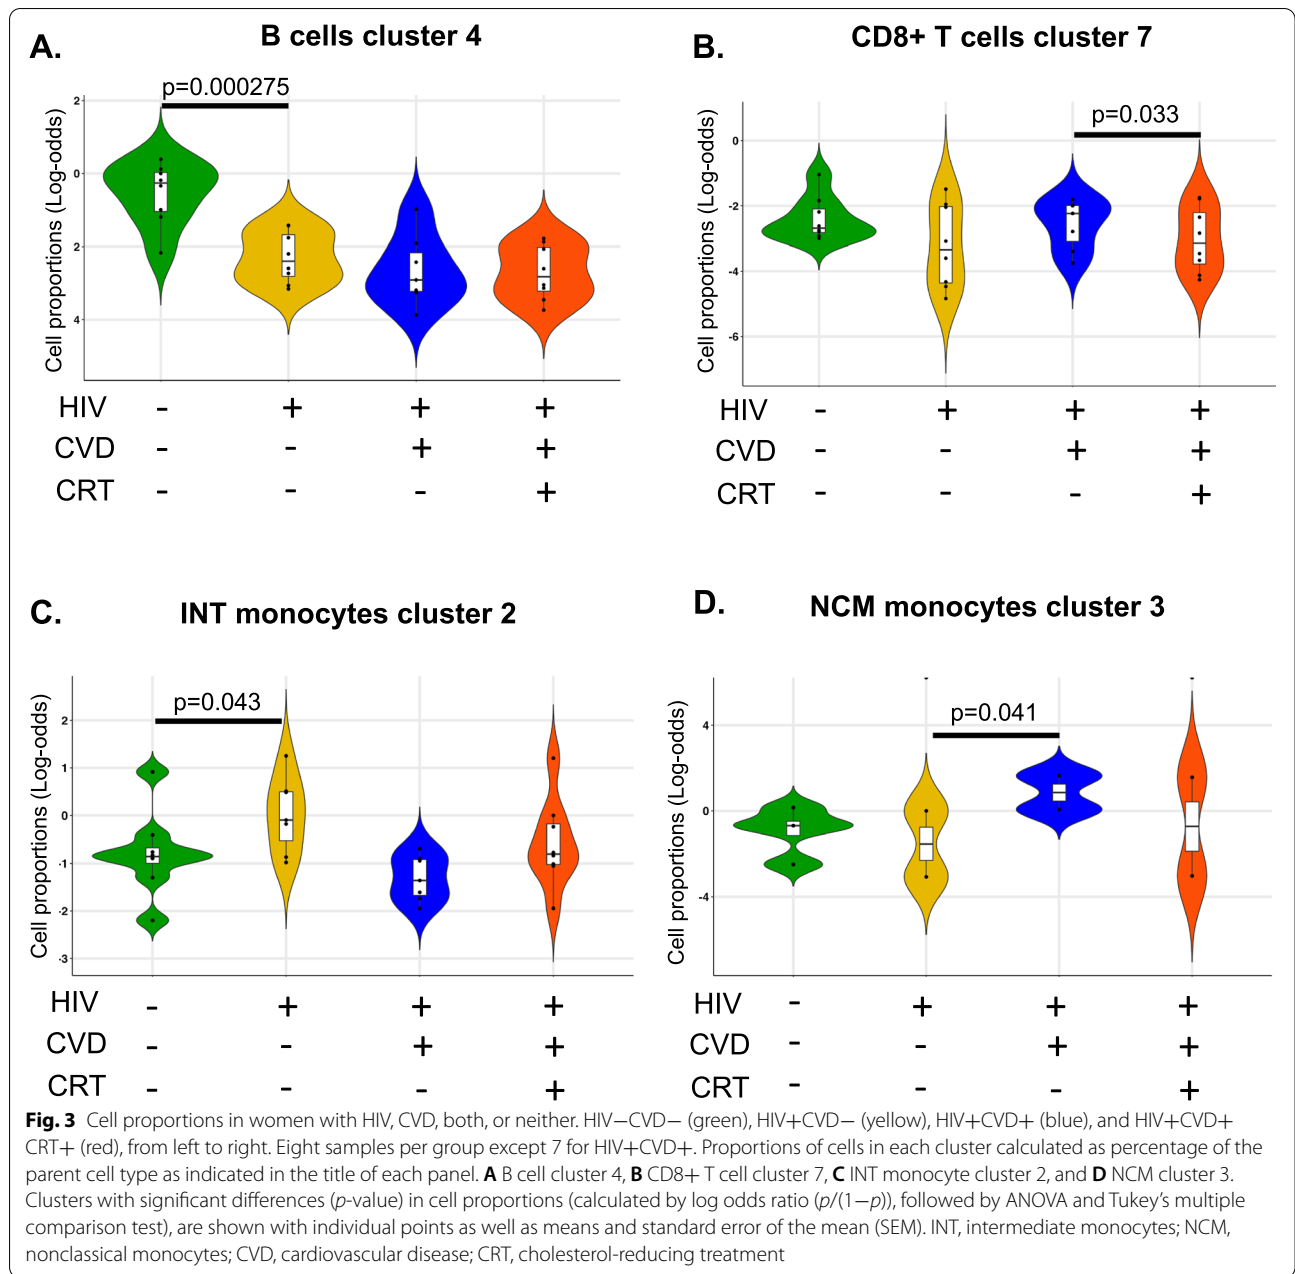 A.
B cells cluster 4
p=0.000275
Cell proportions (Log-odds)
2
0
2
4
HIV - + + +
CVD - - + +
CRT - - - +
B.
CD8+ T cells cluster 7
p=0.033
Cell proportions (Log-odds)
0
-2
-4
-6
HIV - + + +
CVD - - + +
CRT - - - +
C.
INT monocytes cluster 2
p=0.043
Cell proportions (Log-odds)
2
1
0
-1
-2
-3
HIV - + + +
CVD - - + +
CRT - - - +
D.
NCM monocytes cluster 3
p=0.041
Cell proportions (Log-odds)
4
0
-4
HIV - + + +
CVD - - + +
CRT - - - +
Fig. 3 Cell proportions in women with HIV, CVD, both, or neither. HIV−CVD− (green), HIV+CVD− (yellow), HIV+CVD+ (blue), and HIV+CVD+
CRT+ (red), from left to right. Eight samples per group except 7 for HIV+CVD+. Proportions of cells in each cluster calculated as percentage of the
parent cell type as indicated in the title of each panel. A B cell cluster 4, B CD8+ T cell cluster 7, C INT monocyte cluster 2, and D NCM cluster 3.
Clusters with significant differences (p-value) in cell proportions (calculated by log odds ratio (p/(1−p)), followed by ANOVA and Tukey's multiple
comparison test), are shown with individual points as well as means and standard error of the mean (SEM). INT, intermediate monocytes; NCM,
nonclassical monocytes; CVD, cardiovascular disease; CRT, cholesterol-reducing treatment